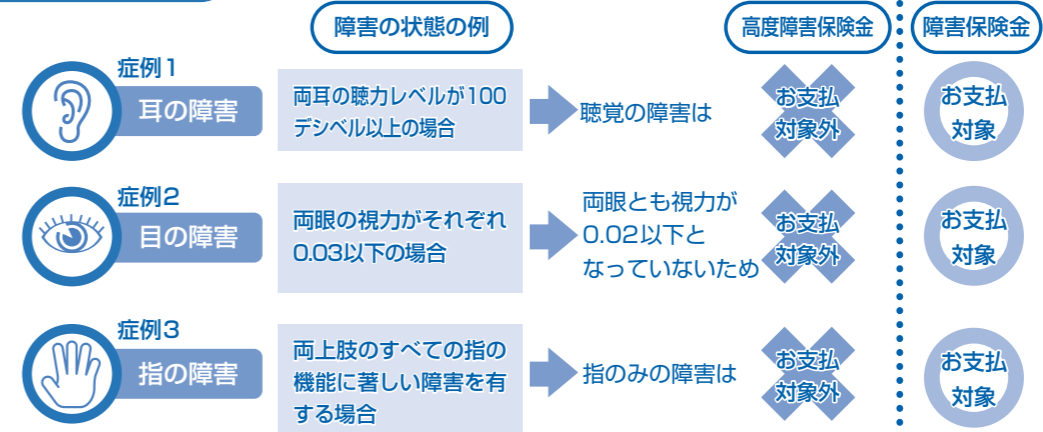 障害の状態の例
高度障害保険金
障害保険金
症例1
耳の障害
両耳の聴力レベルが100
デシベル以上の場合
聴覚の障害は
お支払
対象外
お支払
対象
症例2
目の障害
両眼の視力がそれぞれ
0.03以下の場合
両眼とも視力が
0.02以下と
なっていないため
お支払
対象外
お支払
対象
症例3
指の障害
両上肢のすべての指の
機能に著しい障害を有
する場合
指のみの障害は
お支払
対象外
お支払
対象